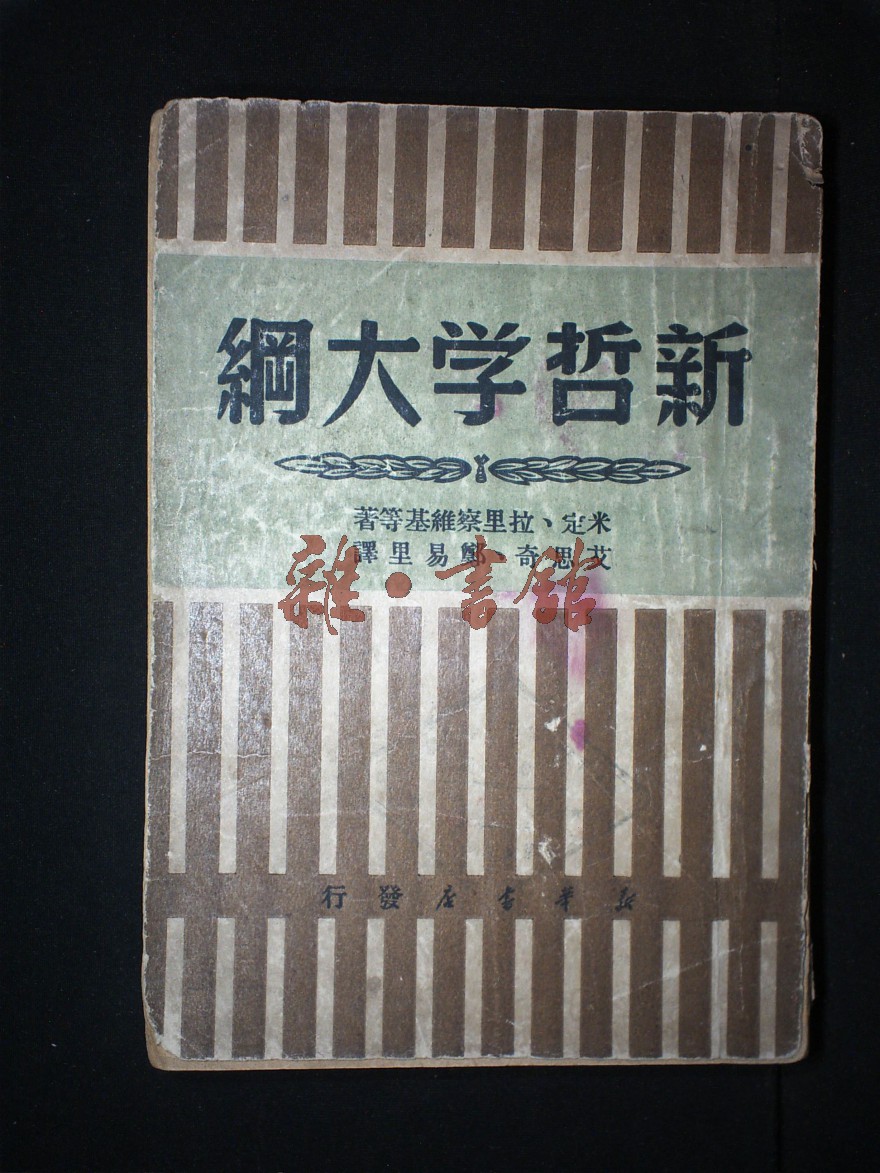 新哲学大綱
米定、拉里察維基等著
艾思奇、鄭易里譯
雜·書館
新華書店發行